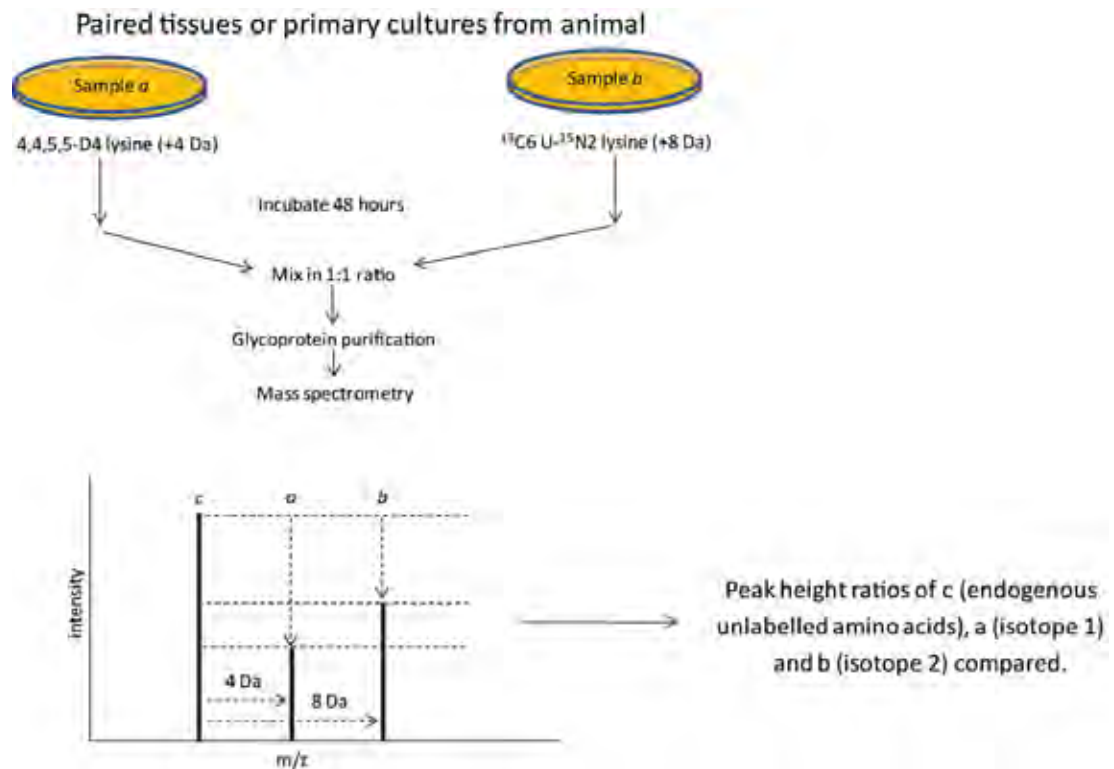 Paired tissues or primary cultures from animal
Sample a
Sample b
4,4,5,5-D4 lysine (+4 Da)
¹³C6 U-¹⁵N2 lysine (+8 Da)
Incubate 48 hours
Mix in 1:1 ratio
Glycoprotein purification
Mass spectrometry
c
a
b
intensity
4 Da
8 Da
m/z
Peak height ratios of c (endogenous
unlabelled amino acids), a (isotope 1)
and b (isotope 2) compared.